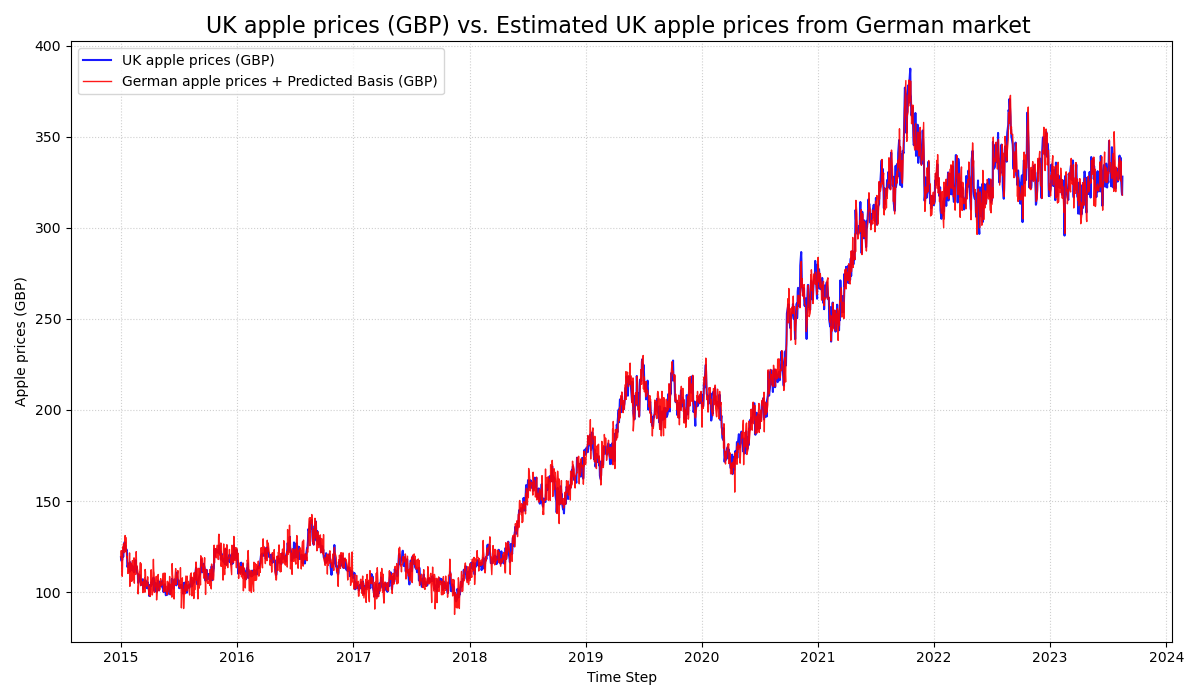 UK apple prices (GBP) vs. Estimated UK apple prices from German market
UK apple prices (GBP)
German apple prices + Predicted Basis (GBP)
Apple prices (GBP)
400
350
300
250
200
150
100
2015 2016 2017 2018 2019 2020 2021 2022 2023 2024
Time Step